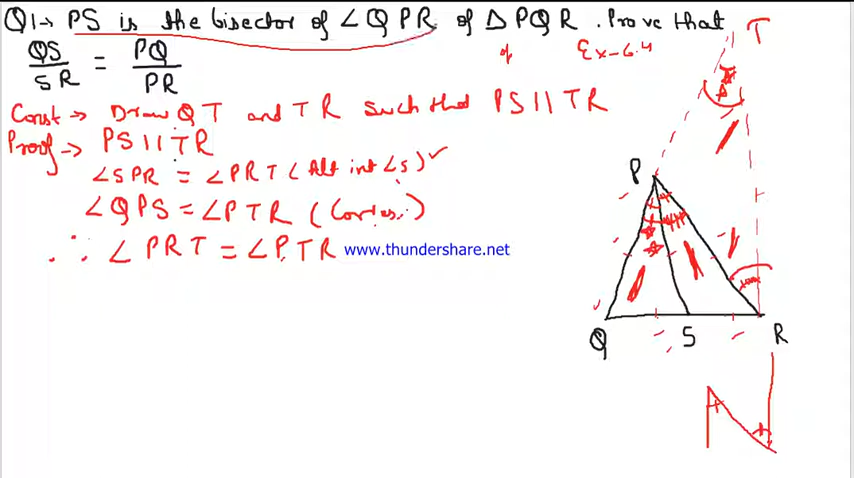 Q1→ PS is the bisector of ∠QPR of △PQR. Prove that
QS/SR = PQ/PR
of Ex-6.4
Const → Draw QT and TR such that PS || TR
Proof → PS || TR
∠SPR = ∠PRT (Alt int ∠s) ✓
∠QPS = ∠PTR (Corres.)
∴ ∠PRT = ∠PTR www.thundershare.net
T
P
Q S R